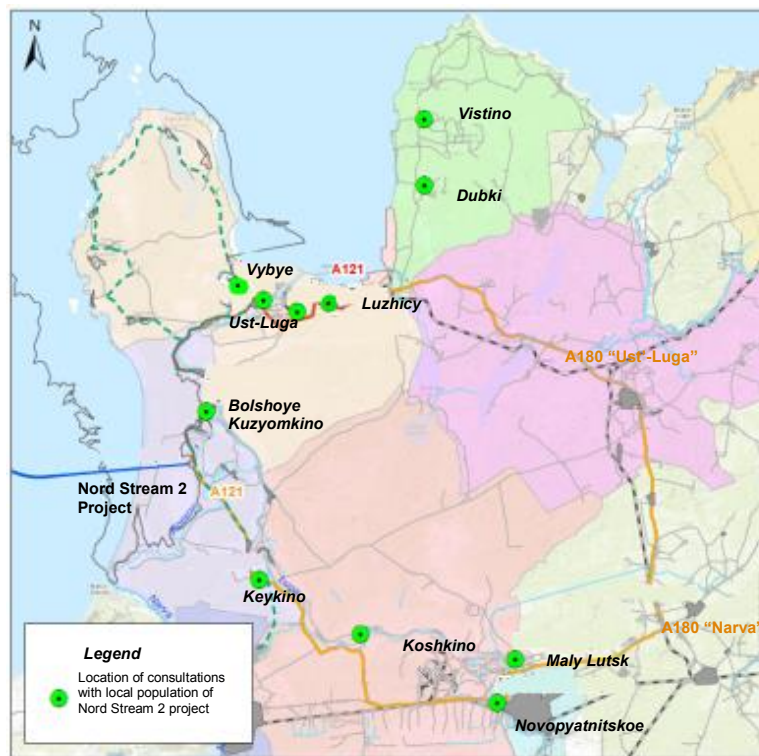 N
Vistino
Dubki
Vybye
A121
Luzhicy
Ust-Luga
A180 "Ust -Luga"
Bolshoye
Kuzyomkino
Nord Stream 2
Project
A121
Narva
Keykino
A180 "Narva"
Koshkino
Maly Lutsk
Novopyatnitskoe
Legend
Location of consultations
with local population of
Nord Stream 2 project